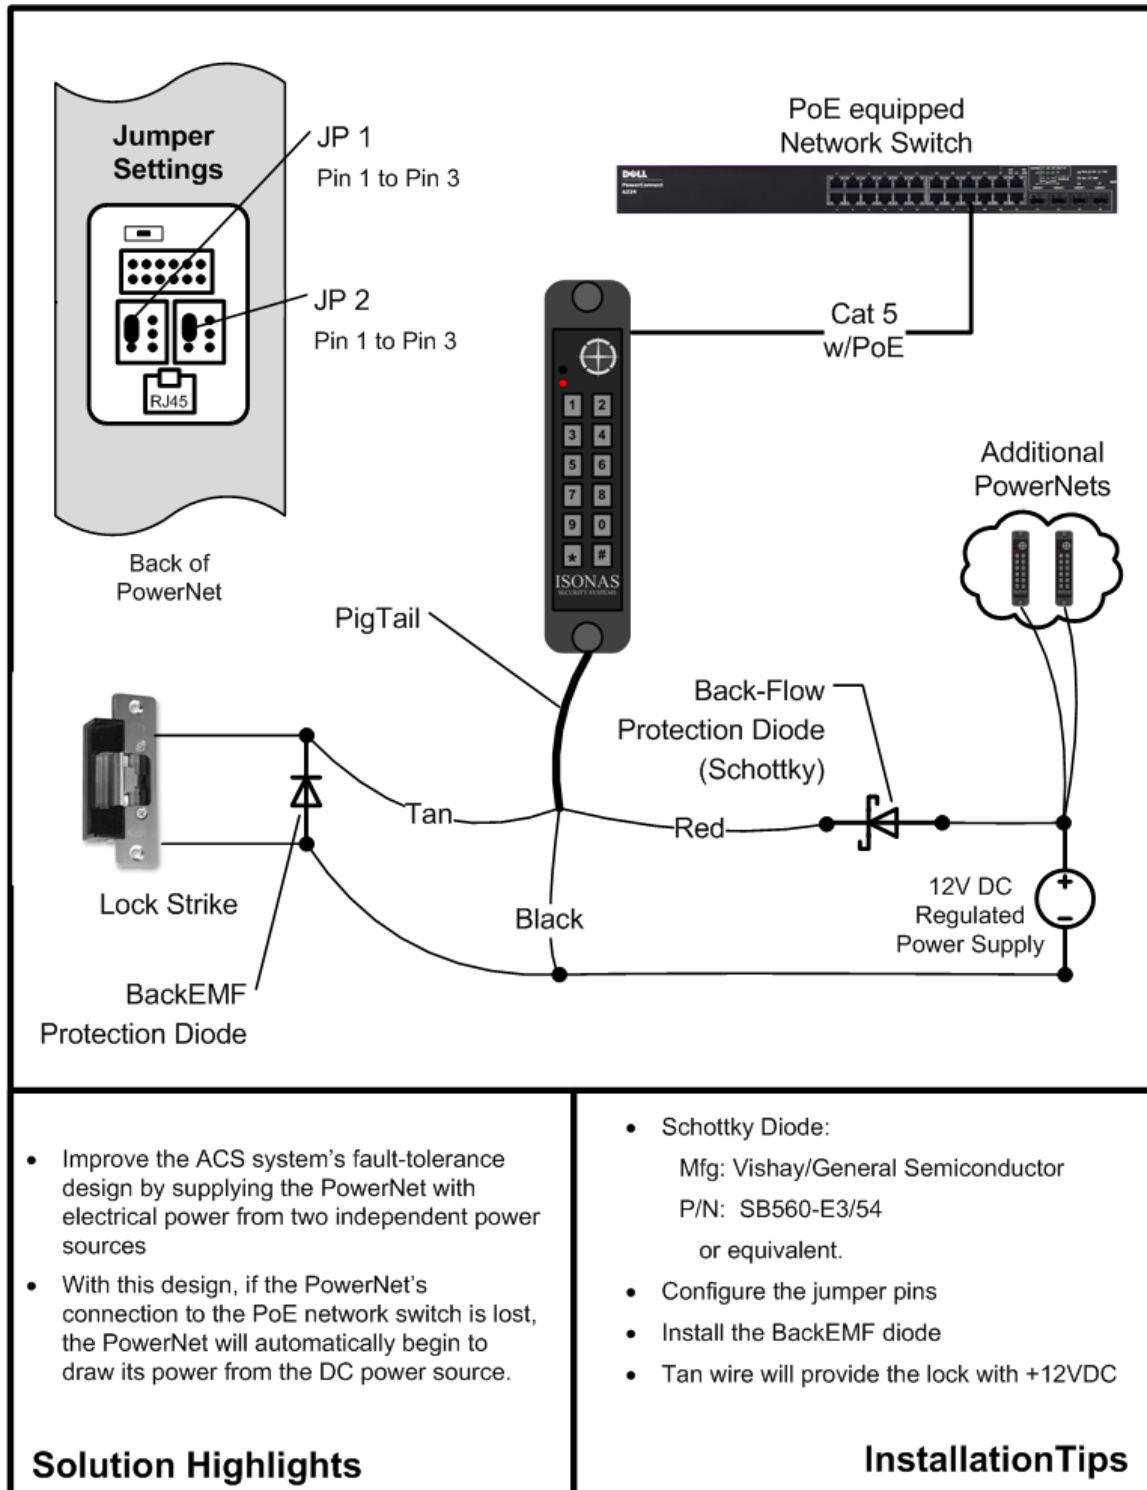 Jumper
Settings
JP 1
Pin 1 to Pin 3
JP 2
Pin 1 to Pin 3
RJ45
Back of
PowerNet
PoE equipped
Network Switch
DELL
PowerConnect
6224
Cat 5
w/PoE
1 2
3 4
5 6
7 8
9 0
* #
ISONAS
SECURITY SYSTEMS
Additional
PowerNets
PigTail
Back-Flow
Protection Diode
(Schottky)
Tan
Red
Black
Lock Strike
12V DC
Regulated
Power Supply
+
−
BackEMF
Protection Diode
• Improve the ACS system's fault-tolerance
design by supplying the PowerNet with
electrical power from two independent power
sources
• With this design, if the PowerNet's
connection to the PoE network switch is lost,
the PowerNet will automatically begin to
draw its power from the DC power source.
Solution Highlights
• Schottky Diode:
Mfg: Vishay/General Semiconductor
P/N: SB560-E3/54
or equivalent.
• Configure the jumper pins
• Install the BackEMF diode
• Tan wire will provide the lock with +12VDC
InstallationTips